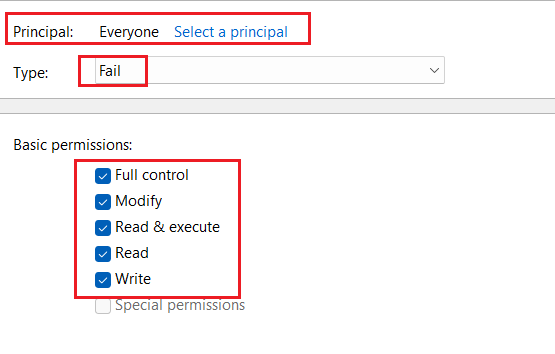 Principal: Everyone Select a principal
Type: Fail
Basic permissions:
Full control
Modify
Read & execute
Read
Write
Special permissions